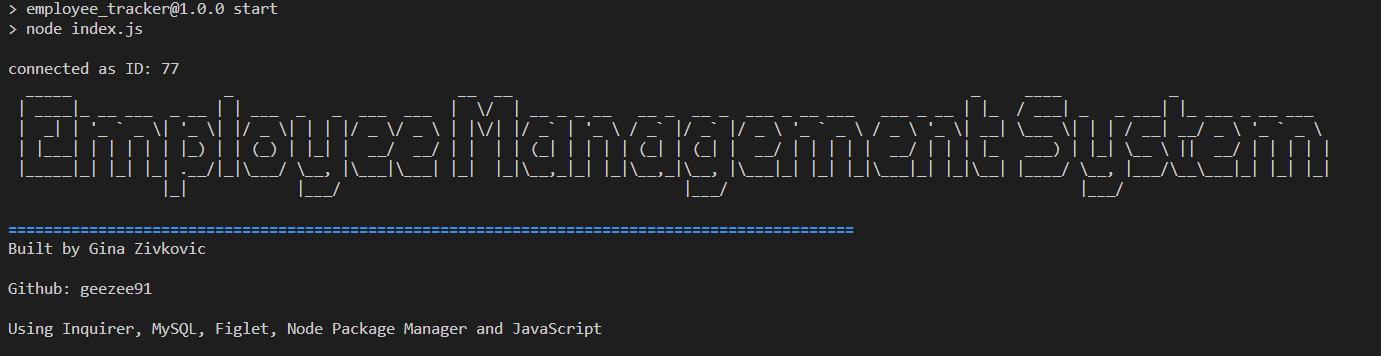 > employee_tracker@1.0.0 start
> node index.js
connected as ID: 77
Employee Management System
==============================================================================================
Built by Gina Zivkovic
Github: geezee91
Using Inquirer, MySQL, Figlet, Node Package Manager and JavaScript